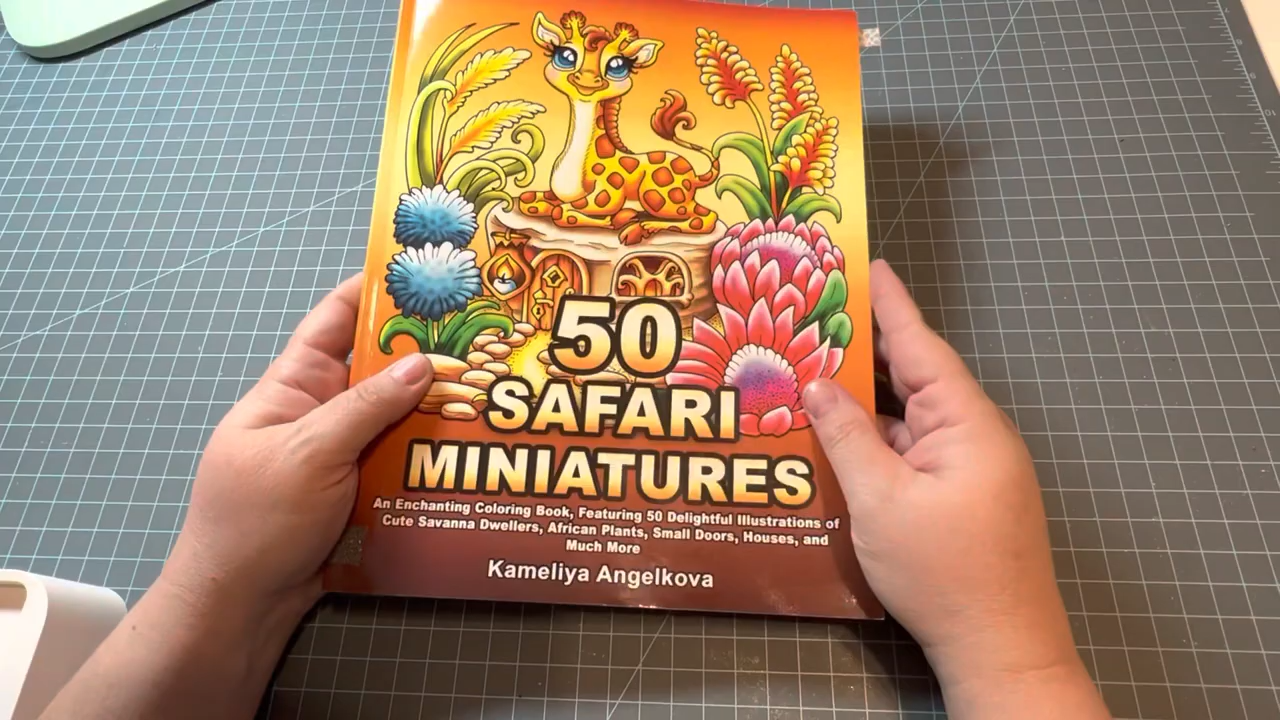 50
SAFARI
MINIATURES
An Enchanting Coloring Book, Featuring 50 Delightful Illustrations of
Cute Savanna Dwellers, African Plants, Small Doors, Houses, and
Much More
Kameliya Angelkova